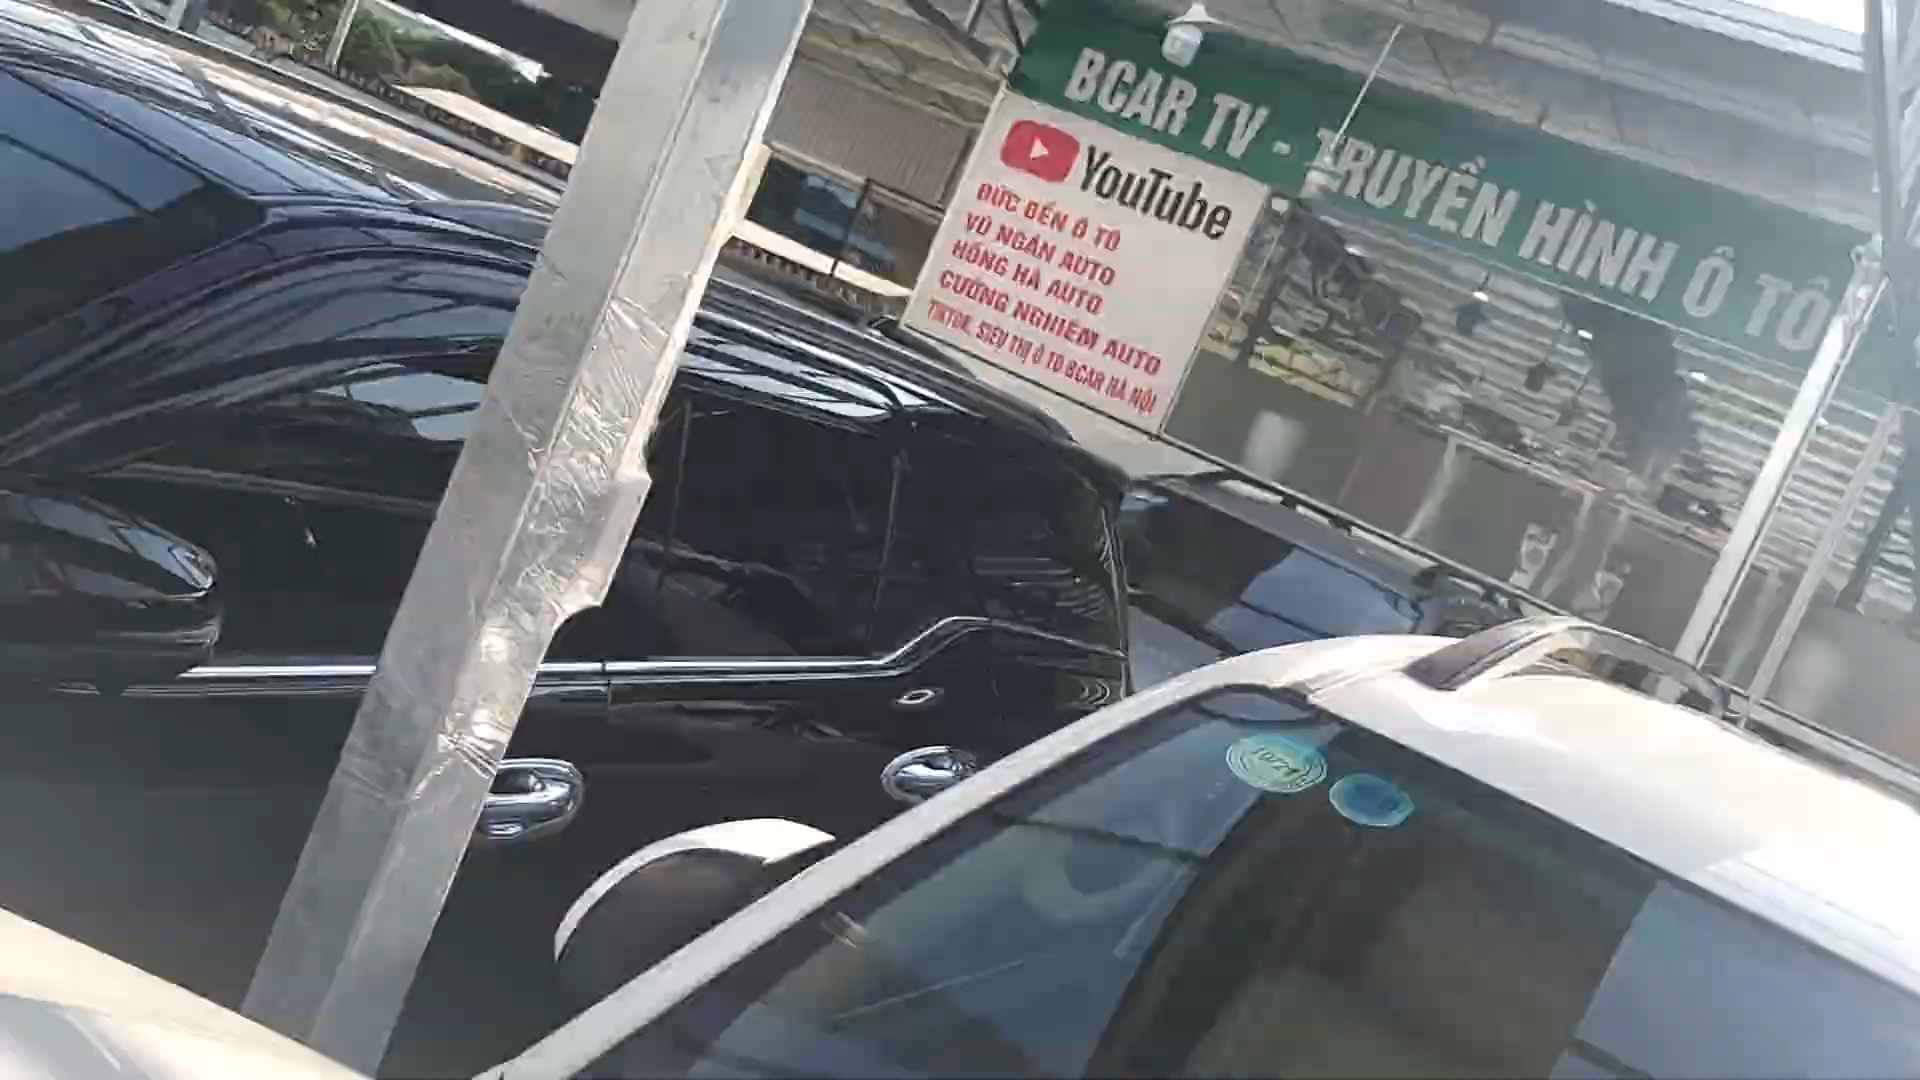 BCAR TV - TRUYỀN HÌNH Ô TÔ
YouTube
ĐỨC BẾN Ô TÔ
VŨ NGÂN AUTO
HỒNG HÀ AUTO
CƯỜNG NGHIÊM AUTO
TIKTOK: SIÊU THỊ Ô TÔ BCAR HÀ NỘI